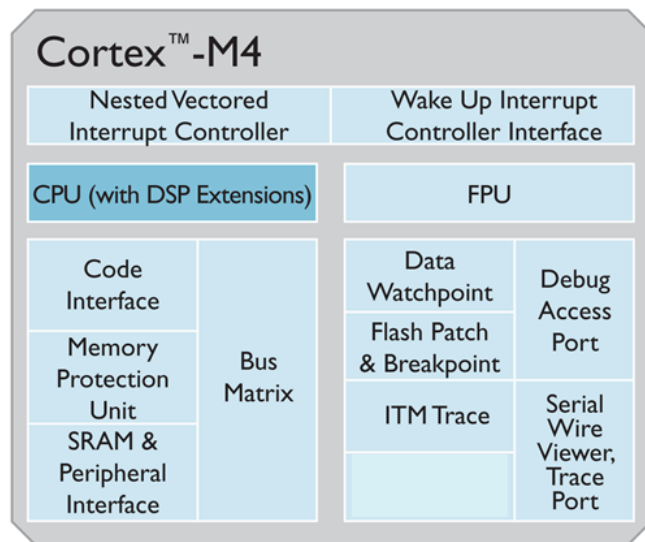 Cortex™-M4
Nested Vectored
Interrupt Controller
Wake Up Interrupt
Controller Interface
CPU (with DSP Extensions)
FPU
Code
Interface
Memory
Protection
Unit
SRAM &
Peripheral
Interface
Bus
Matrix
Data
Watchpoint
Flash Patch
& Breakpoint
ITM Trace
Debug
Access
Port
Serial
Wire
Viewer,
Trace
Port